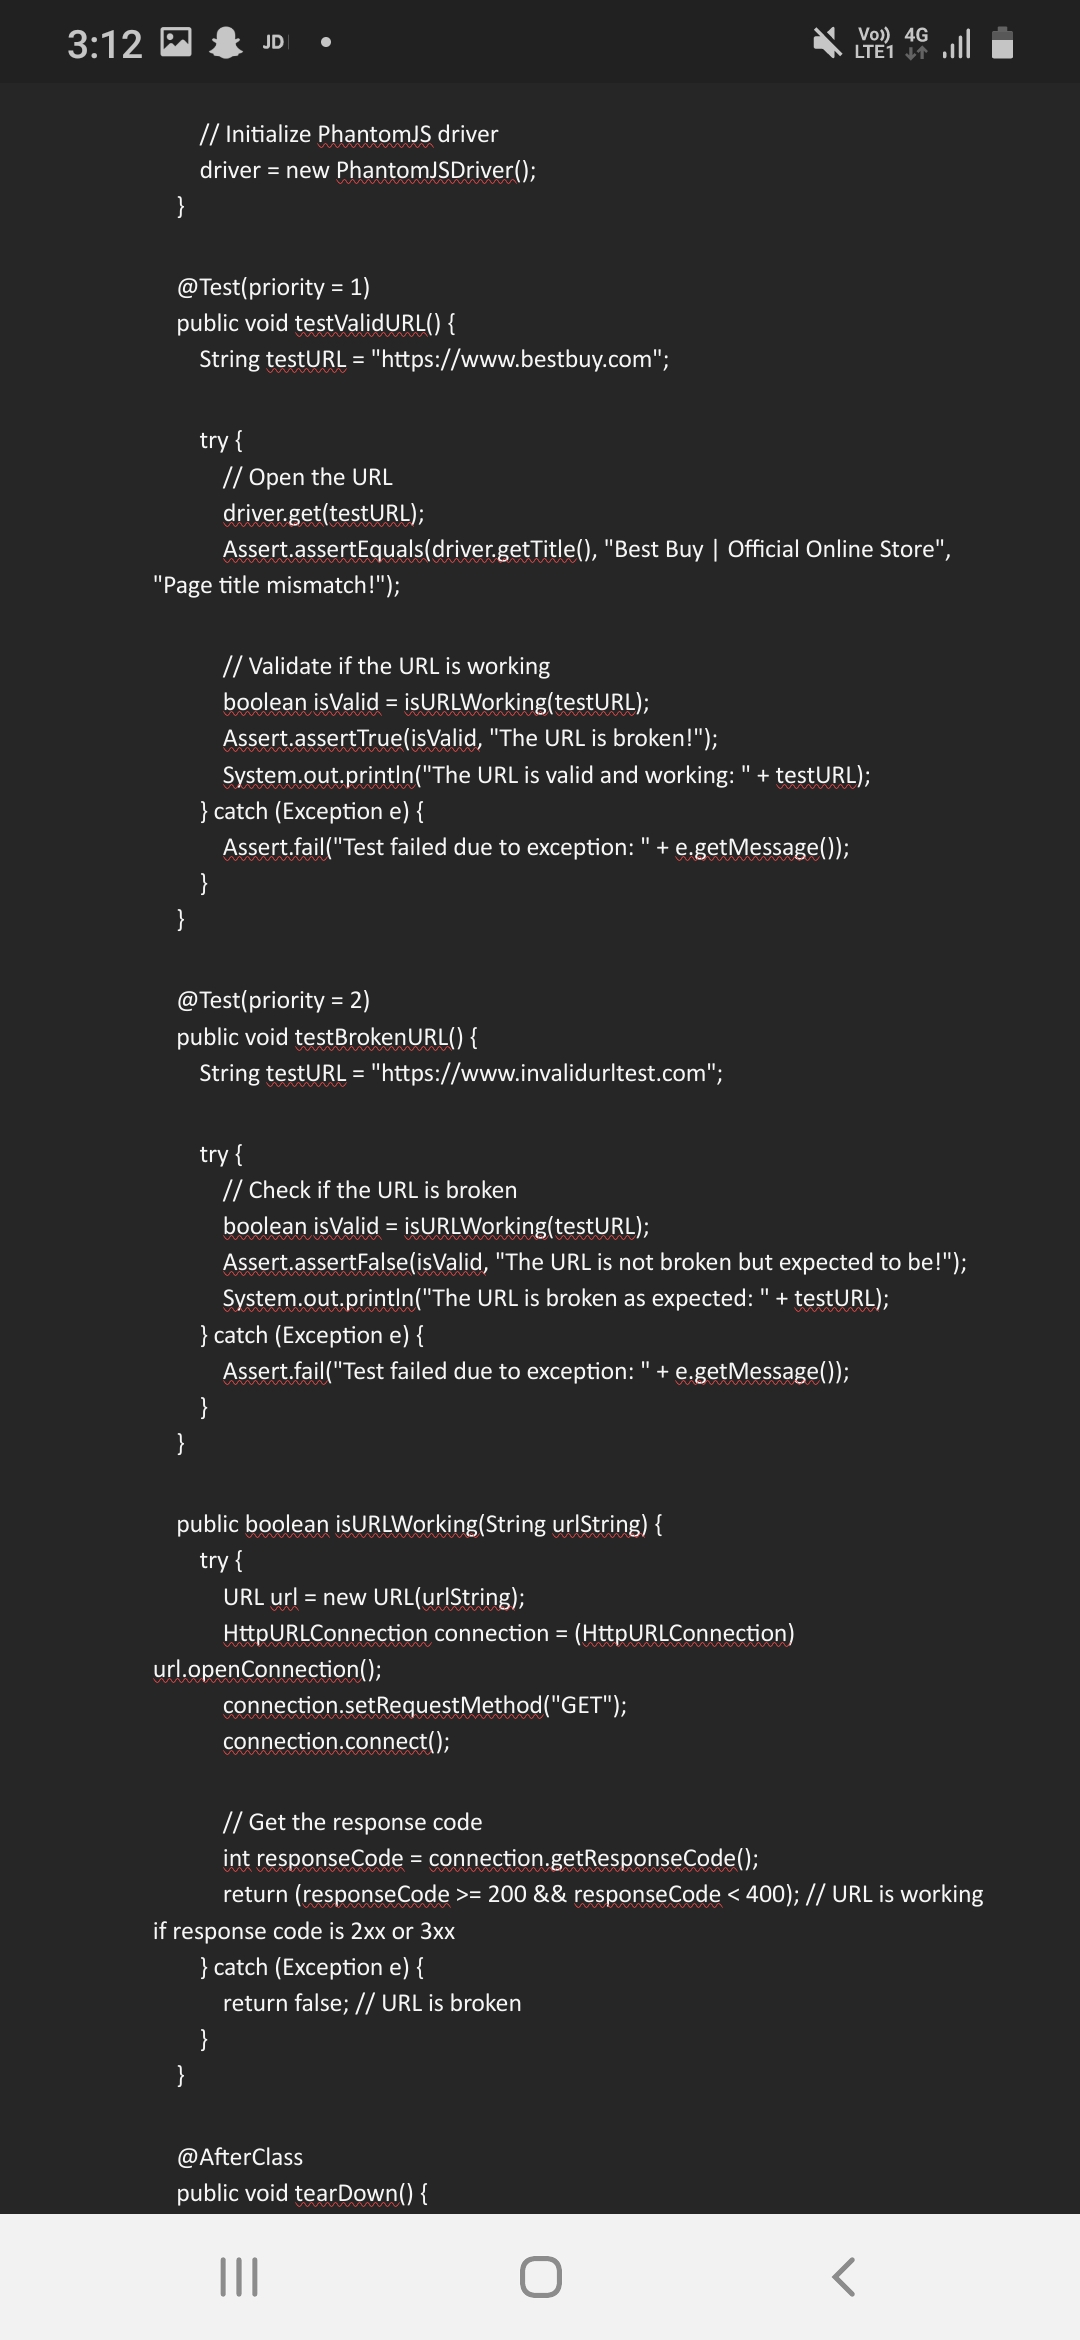 3:12 JD
Vo)) 4G
LTE1
// Initialize PhantomJS driver
driver = new PhantomJSDriver();
}
@Test(priority = 1)
public void testValidURL() {
String testURL = "https://www.bestbuy.com";
try {
// Open the URL
driver.get(testURL);
Assert.assertEquals(driver.getTitle(), "Best Buy | Official Online Store",
"Page title mismatch!");
// Validate if the URL is working
boolean isValid = isURLWorking(testURL);
Assert.assertTrue(isValid, "The URL is broken!");
System.out.println("The URL is valid and working: " + testURL);
} catch (Exception e) {
Assert.fail("Test failed due to exception: " + e.getMessage());
}
}
@Test(priority = 2)
public void testBrokenURL() {
String testURL = "https://www.invalidurltest.com";
try {
// Check if the URL is broken
boolean isValid = isURLWorking(testURL);
Assert.assertFalse(isValid, "The URL is not broken but expected to be!");
System.out.println("The URL is broken as expected: " + testURL);
} catch (Exception e) {
Assert.fail("Test failed due to exception: " + e.getMessage());
}
}
public boolean isURLWorking(String urlString) {
try {
URL url = new URL(urlString);
HttpURLConnection connection = (HttpURLConnection)
url.openConnection();
connection.setRequestMethod("GET");
connection.connect();
// Get the response code
int responseCode = connection.getResponseCode();
return (responseCode >= 200 && responseCode < 400); // URL is working
if response code is 2xx or 3xx
} catch (Exception e) {
return false; // URL is broken
}
}
@AfterClass
public void tearDown() {